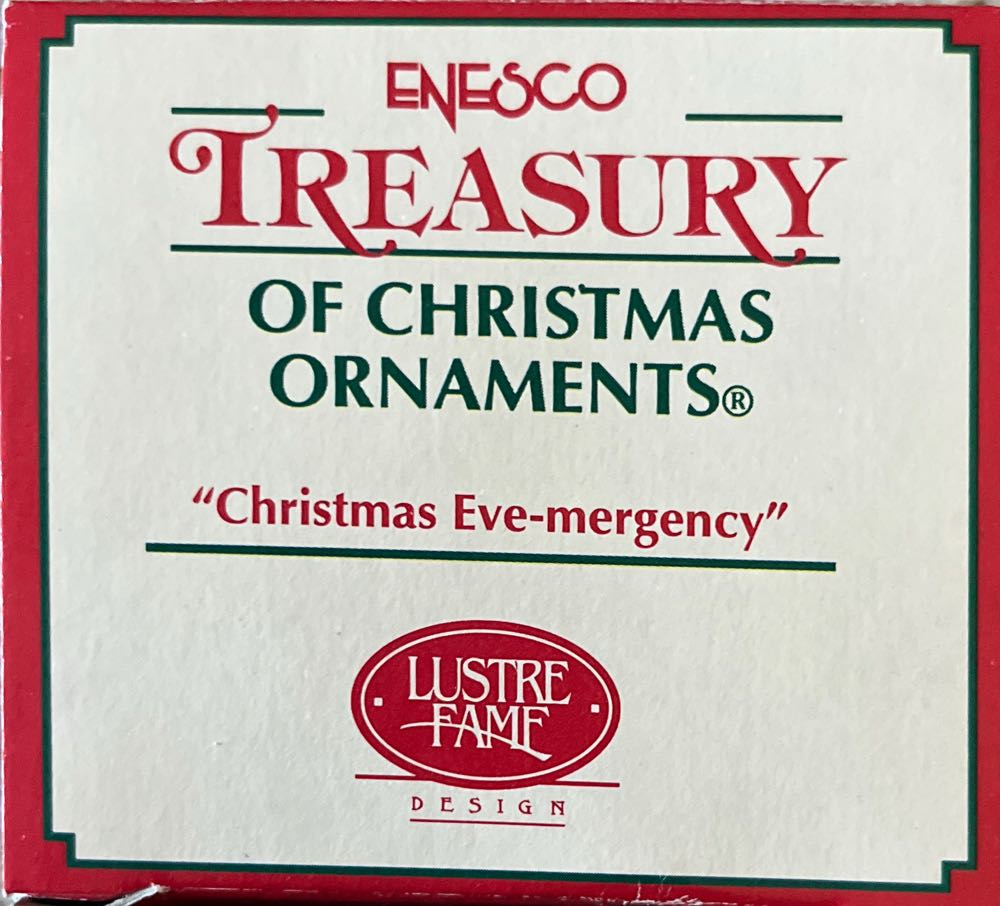 ENESCO
TREASURY
OF CHRISTMAS
ORNAMENTS®
“Christmas Eve-mergency”
LUSTRE
FAME
DESIGN